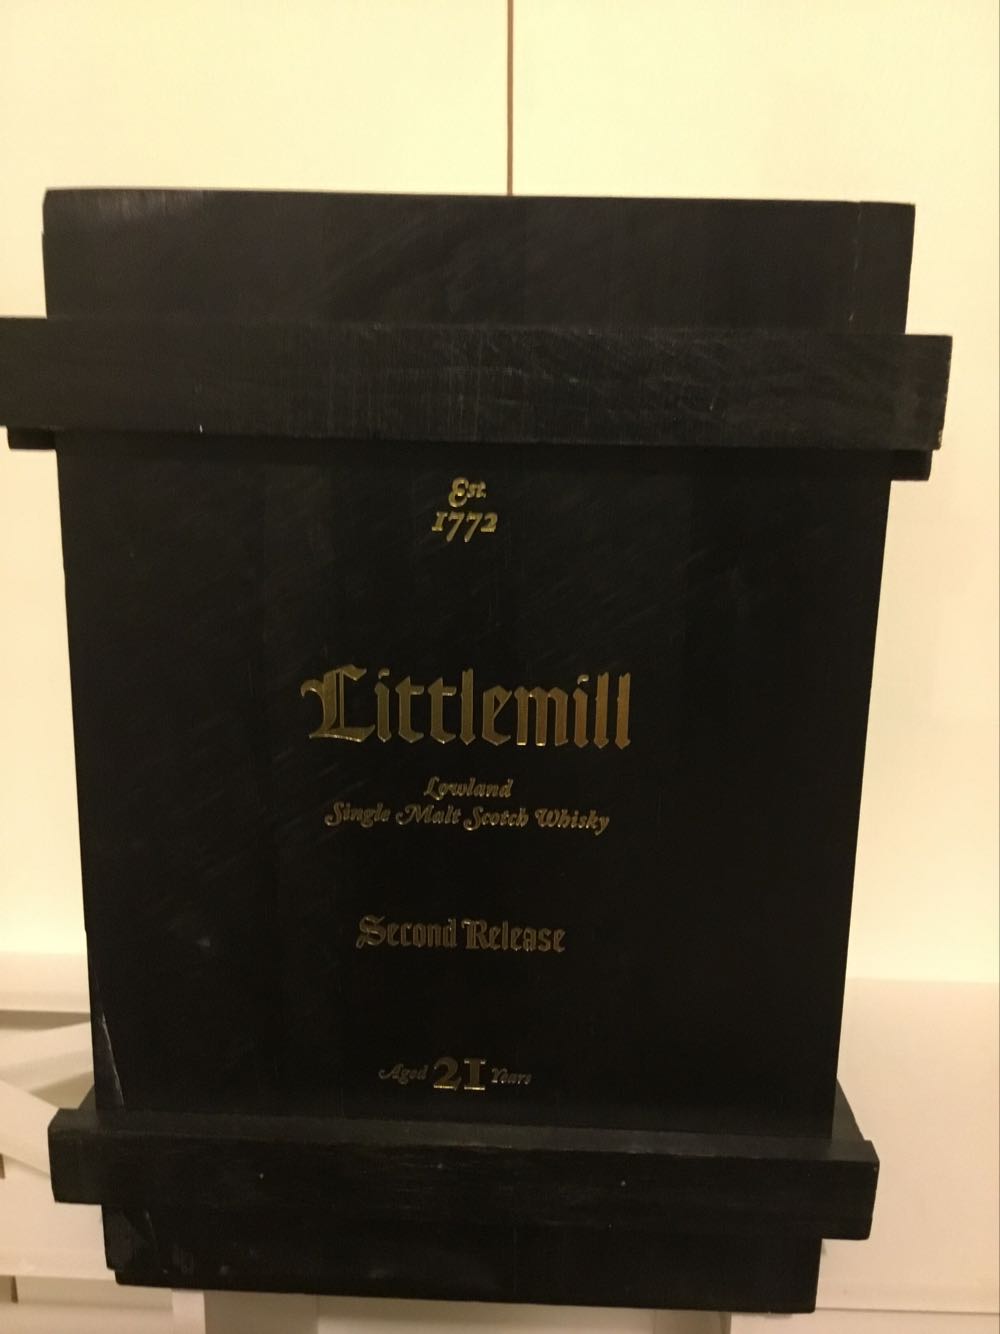 Est.
1772
Littlemill
Lowland
Single Malt Scotch Whisky
Second Release
Aged 21 Years